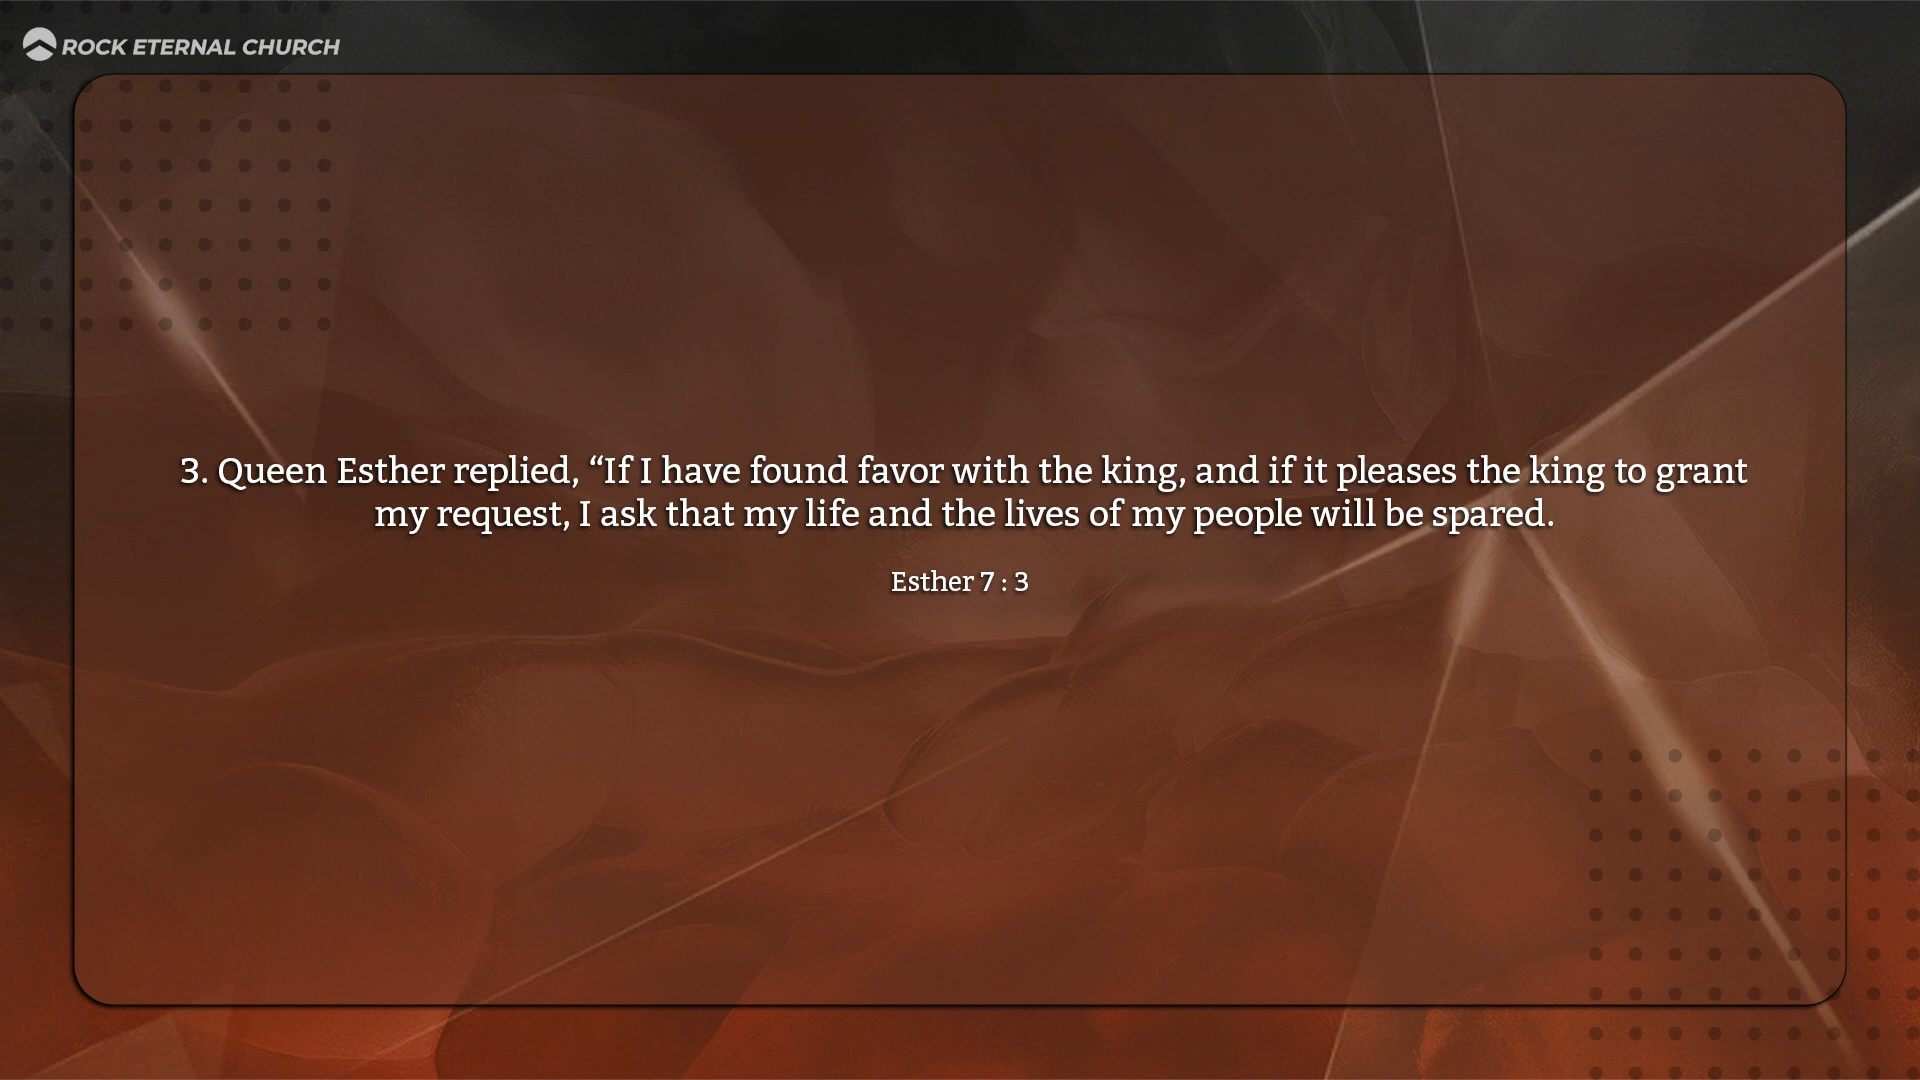 ROCK ETERNAL CHURCH
3. Queen Esther replied, “If I have found favor with the king, and if it pleases the king to grant
my request, I ask that my life and the lives of my people will be spared.
Esther 7 : 3